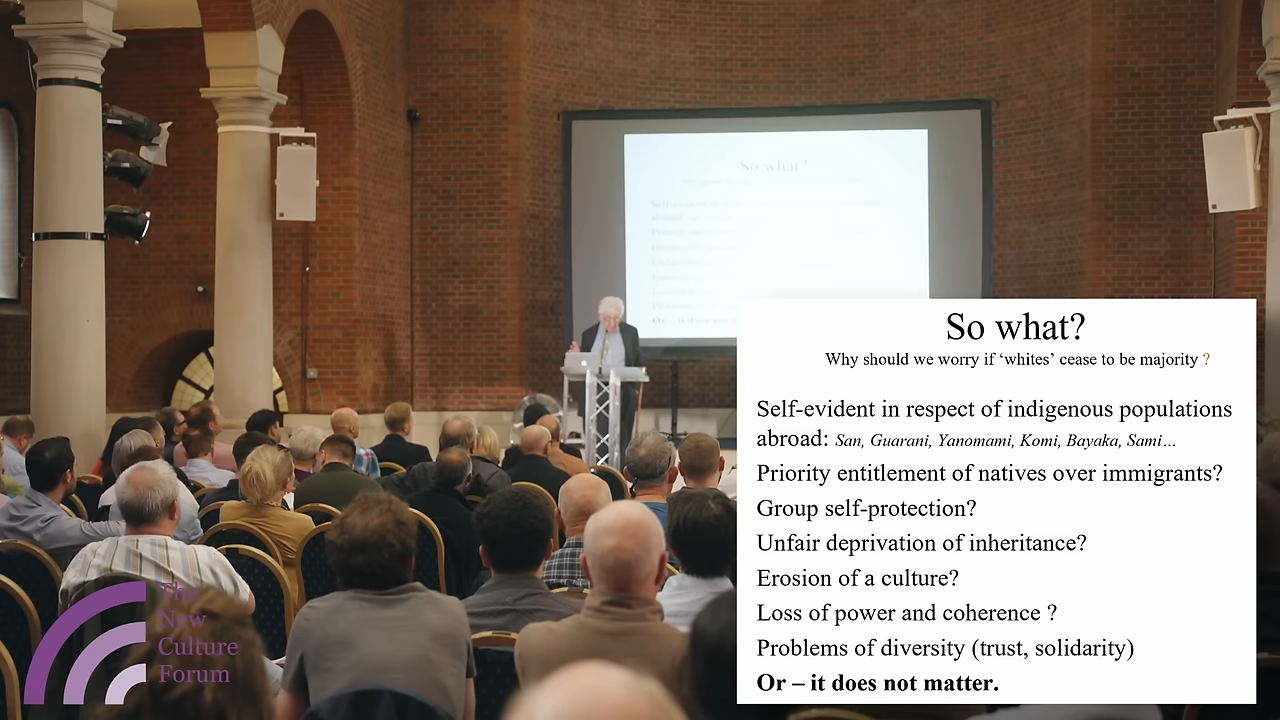 So what?
So what?
Why should we worry if ‘whites’ cease to be majority ?
Self-evident in respect of indigenous populations
abroad: San, Guarani, Yanomami, Komi, Bayaka, Sami…
Priority entitlement of natives over immigrants?
Group self-protection?
Unfair deprivation of inheritance?
Erosion of a culture?
Loss of power and coherence ?
Problems of diversity (trust, solidarity)
Or – it does not matter.
The
New
Culture
Forum